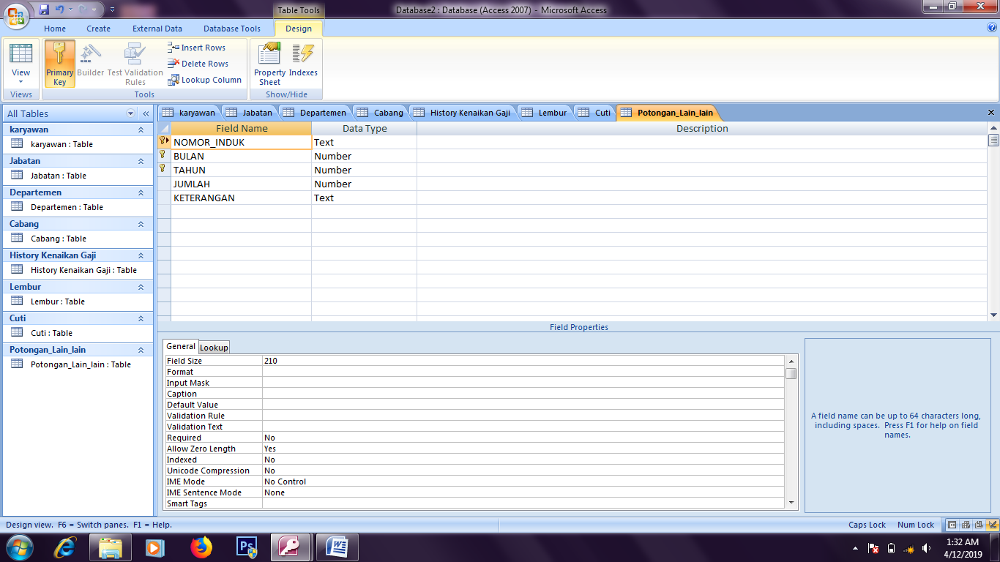 Table Tools
Database2 : Database (Access 2007) - Microsoft Access
Home Create External Data Database Tools Design
View
Primary Key
Builder
Test Validation Rules
Insert Rows
Delete Rows
Lookup Column
Property Sheet
Indexes
Views Tools Show/Hide
All Tables
karyawan
karyawan : Table
Jabatan
Jabatan : Table
Departemen
Departemen : Table
Cabang
Cabang : Table
History Kenaikan Gaji
History Kenaikan Gaji : Table
Lembur
Lembur : Table
Cuti
Cuti : Table
Potongan_Lain_lain
Potongan_Lain_lain : Table
karyawan Jabatan Departemen Cabang History Kenaikan Gaji Lembur Cuti Potongan_Lain_lain
Field Name Data Type Description
NOMOR_INDUK Text
BULAN Number
TAHUN Number
JUMLAH Number
KETERANGAN Text
Field Properties
General Lookup
Field Size 210
Format
Input Mask
Caption
Default Value
Validation Rule
Validation Text
Required No
Allow Zero Length Yes
Indexed No
Unicode Compression No
IME Mode No Control
IME Sentence Mode None
Smart Tags
A field name can be up to 64 characters long,
including spaces. Press F1 for help on field
names.
Design view. F6 = Switch panes. F1 = Help.
Caps Lock Num Lock
Ps
1:32 AM
4/12/2019